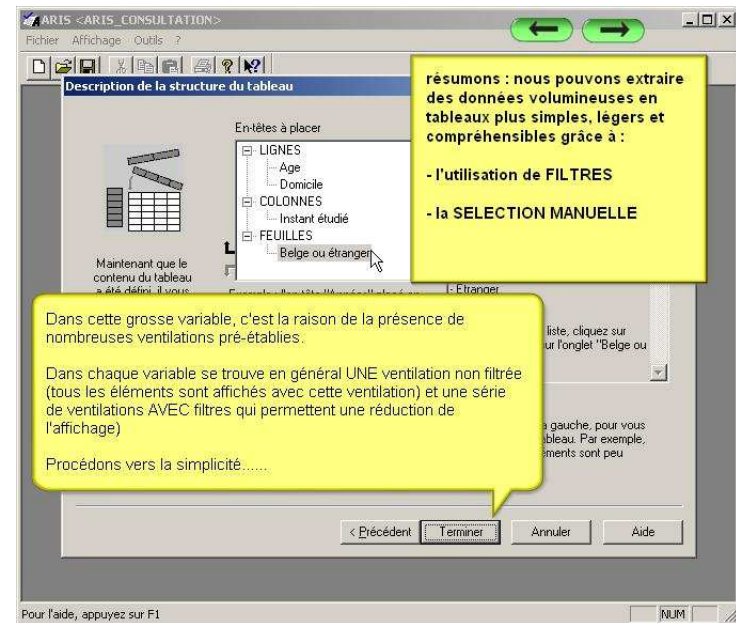 ARIS <ARIS_CONSULTATION>
Fichier Affichage Outils ?
Description de la structure du tableau
résumons : nous pouvons extraire
des données volumineuses en
tableaux plus simples, légers et
compréhensibles grâce à :
- l'utilisation de FILTRES
- la SELECTION MANUELLE
En-têtes à placer
LIGNES
Age
Domicile
COLONNES
Instant étudié
FEUILLES
Belge ou étranger
Maintenant que le
contenu du tableau
a été défini, il vous
- Etranger
liste, cliquez sur
l'onglet "Belge ou
Dans cette grosse variable, c'est la raison de la présence de
nombreuses ventilations pré-établies.
Dans chaque variable se trouve en général UNE ventilation non filtrée
(tous les éléments sont affichés avec cette ventilation) et une série
de ventilations AVEC filtres qui permettent une réduction de
l'affichage)
Procédons vers la simplicité......
à gauche, pour vous
Par exemple,
sont peu
< Précédent
Terminer
Annuler
Aide
Pour l'aide, appuyez sur F1
NUM